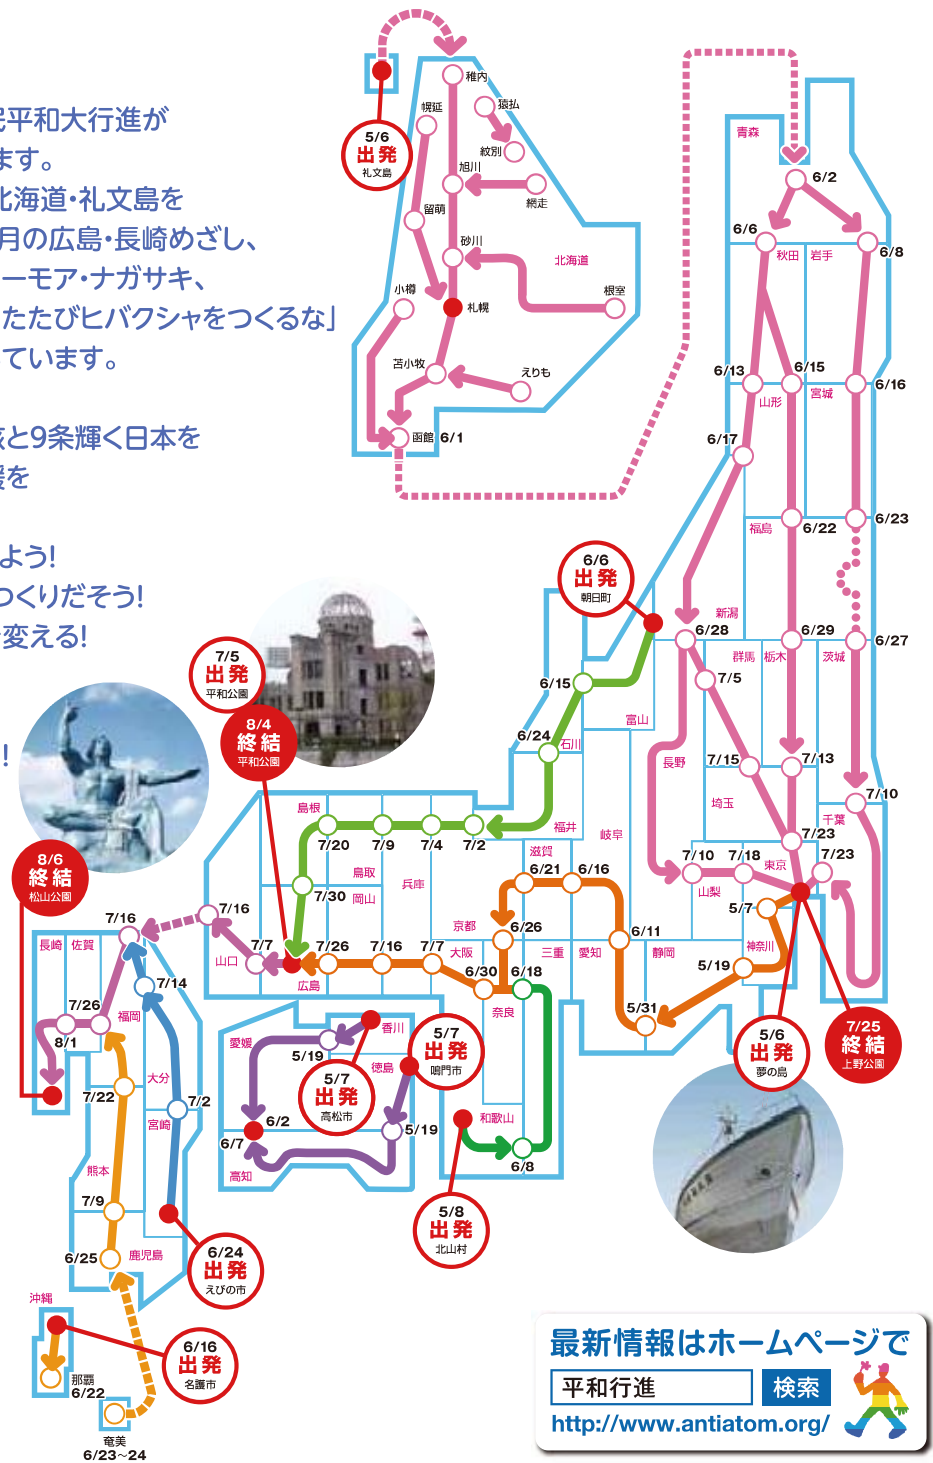 民平和大行進が
ます。
北海道・礼文島を
月の広島・長崎めざし、
ーモア・ナガサキ、
たたびヒバクシャをつくるな」
ています。
と9条輝く日本を
を
よう!
つくりだそう!
変える!
!
5/6
出発
礼文島
稚内
幌延
猿払
紋別
旭川
網走
留萌
砂川
北海道
小樽
札幌
根室
苫小牧
えりも
函館 6/1
青森
6/2
6/6
秋田
岩手
6/8
6/13
6/15
山形
宮城
6/16
6/17
福島
6/22
6/23
6/6
出発
朝日町
新潟
6/28
6/29
群馬
栃木
茨城
6/27
7/5
出発
平和公園
8/4
終結
平和公園
6/15
7/5
富山
6/24
石川
長野
7/15
7/13
7/10
島根
埼玉
千葉
福井
岐阜
7/20
7/9
7/4
7/2
7/23
滋賀
7/10
7/18
東京
7/23
鳥取
岡山
兵庫
6/21
6/16
山梨
8/6
終結
松山公園
7/30
7/16
7/16
5/7
京都
6/26
6/11
長崎
佐賀
7/7
7/26
7/16
7/7
大阪
三重
愛知
静岡
神奈川
山口
広島
6/30
6/18
5/19
7/14
奈良
5/31
7/26
福岡
8/1
愛媛
5/19
香川
徳島
5/7
出発
鳴門市
5/7
出発
高松市
5/6
出発
夢の島
7/25
終結
上野公園
大分
7/22
7/2
宮崎
6/2
6/7
5/19
和歌山
高知
6/8
熊本
7/9
6/25
鹿児島
6/24
出発
えびの市
5/8
出発
北山村
沖縄
6/16
出発
名護市
那覇
6/22
奄美
6/23~24
最新情報はホームページで
平和行進
検索
http://www.antiatom.org/